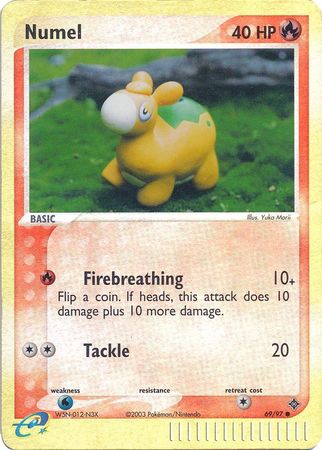 Numel 40 HP
BASIC Illus. Yuka Morii
Firebreathing 10+
Flip a coin. If heads, this attack does 10
damage plus 10 more damage.
Tackle 20
weakness resistance retreat cost
W5N-012-N3X ©2003 Pokémon/Nintendo 69/97 ●
e